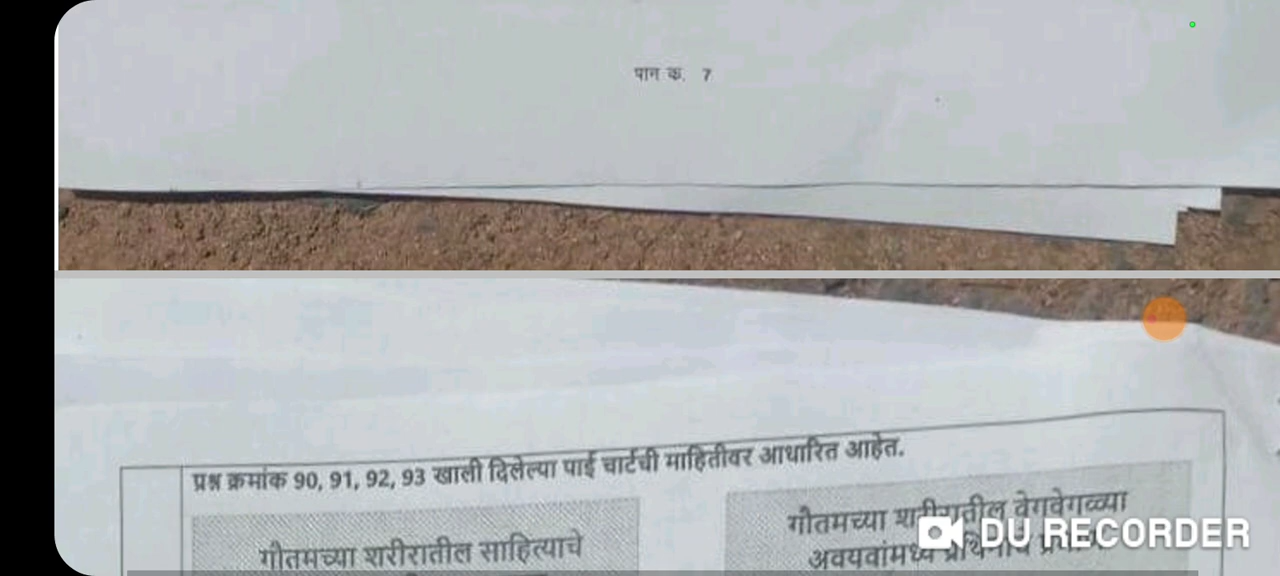 पान क्र. 7
प्रश्न क्रमांक 90, 91, 92, 93 खाली दिलेल्या पाई चार्टची माहितीवर आधारित आहेत.
गौतमच्या शरीरातील साहित्याचे
गौतमच्या शरीरातील वेगवेगळ्या
अवयवांमध्ये
DU RECORDER